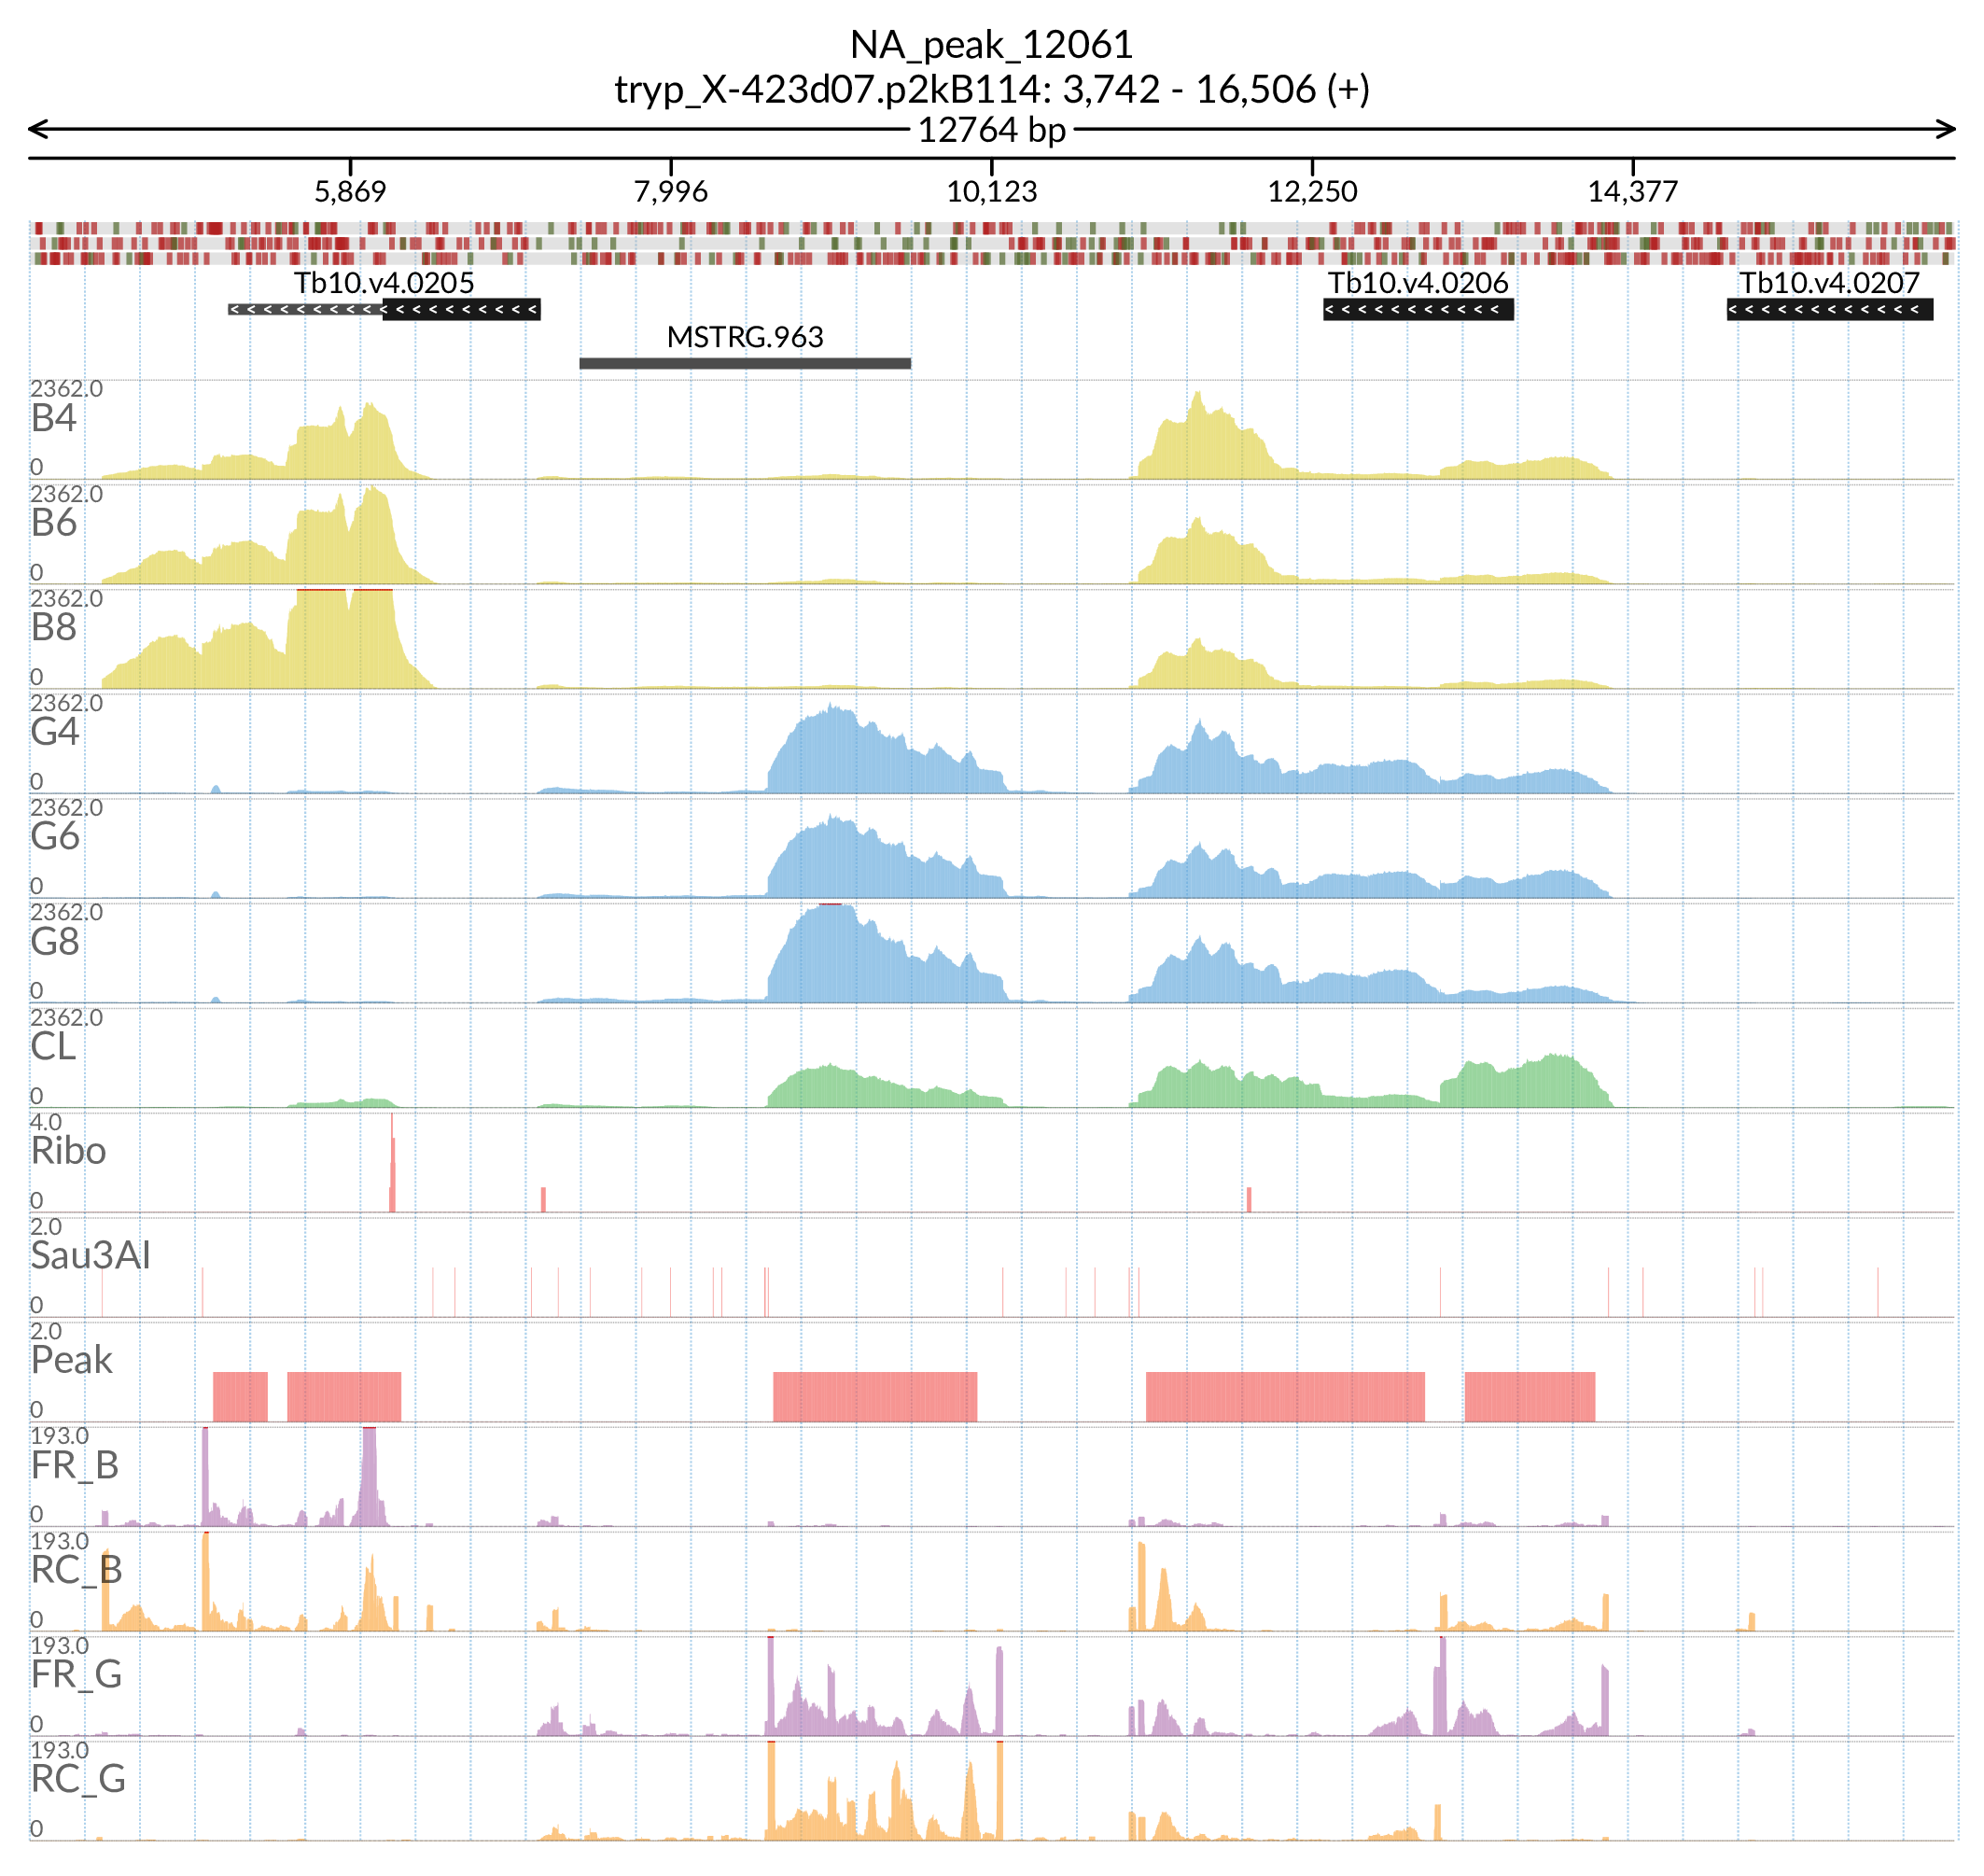 NA_peak_12061
tryp_X-423d07.p2kB114: 3,742 - 16,506 (+)
12764 bp
5,869 7,996 10,123 12,250 14,377
Tb10.v4.0205 Tb10.v4.0206 Tb10.v4.0207
MSTRG.963
2362.0
B4
0
2362.0
B6
0
2362.0
B8
0
2362.0
G4
0
2362.0
G6
0
2362.0
G8
0
2362.0
CL
0
4.0
Ribo
0
2.0
Sau3AI
0
2.0
Peak
0
193.0
FR_B
0
193.0
RC_B
0
193.0
FR_G
0
193.0
RC_G
0